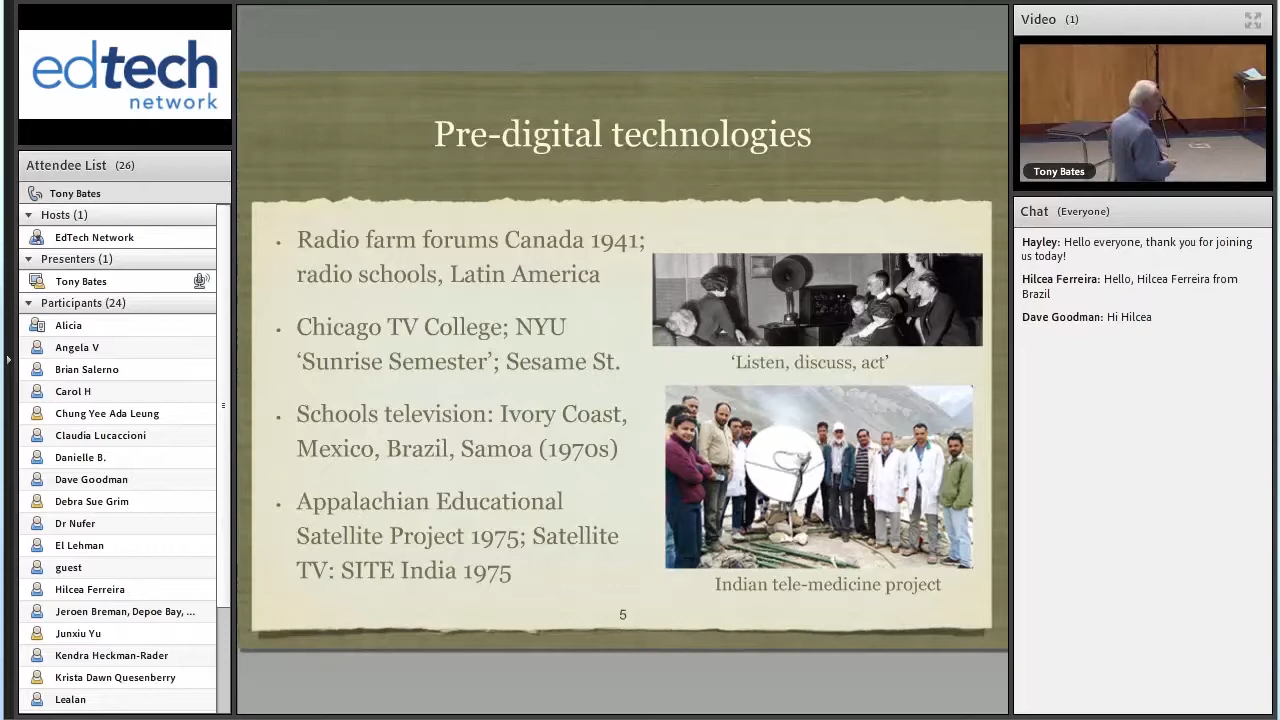 edtech
network
Attendee List (26)
Tony Bates
Hosts (1)
EdTech Network
Presenters (1)
Tony Bates
Participants (24)
Alicia
Angela V
Brian Salerno
Carol H
Chung Yee Ada Leung
Claudia Lucaccioni
Danielle B.
Dave Goodman
Debra Sue Grim
Dr Nufer
El Lehman
guest
Hilcea Ferreira
Jeroen Breman, Depoe Bay, ...
Junxiu Yu
Kendra Heckman-Rader
Krista Dawn Quesenberry
Lealan
Pre-digital technologies
• Radio farm forums Canada 1941;
radio schools, Latin America
• Chicago TV College; NYU
‘Sunrise Semester’; Sesame St.
• Schools television: Ivory Coast,
Mexico, Brazil, Samoa (1970s)
• Appalachian Educational
Satellite Project 1975; Satellite
TV: SITE India 1975
‘Listen, discuss, act’
Indian tele-medicine project
5
Video (1)
Tony Bates
Chat (Everyone)
Hayley: Hello everyone, thank you for joining
us today!
Hilcea Ferreira: Hello, Hilcea Ferreira from
Brazil
Dave Goodman: Hi Hilcea